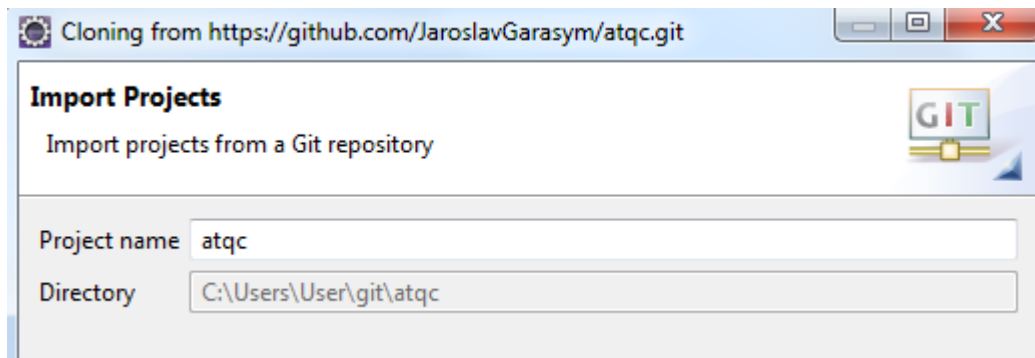 Cloning from https://github.com/JaroslavGarasym/atqc.git
Import Projects
Import projects from a Git repository
GIT
Project name atqc
Directory C:\Users\User\git\atqc